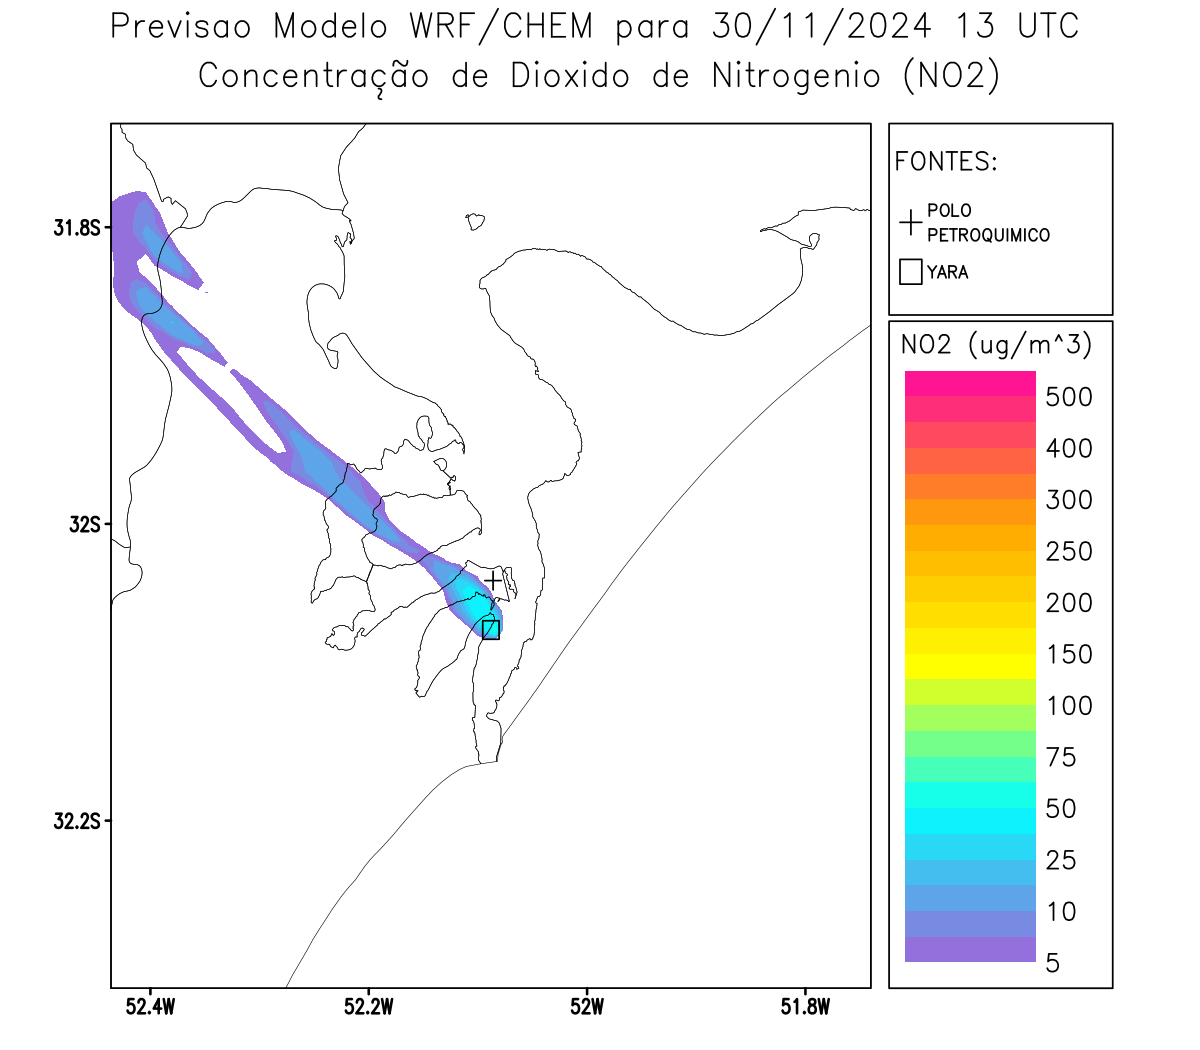 Previsao Modelo WRF/CHEM para 30/11/2024 13 UTC
Concentração de Dioxido de Nitrogenio (NO2)
FONTES:
POLO
PETROQUIMICO
YARA
NO2 (ug/m^3)
500
400
300
250
200
150
100
75
50
25
10
5
31.8S
32S
32.2S
52.4W
52.2W
52W
51.8W